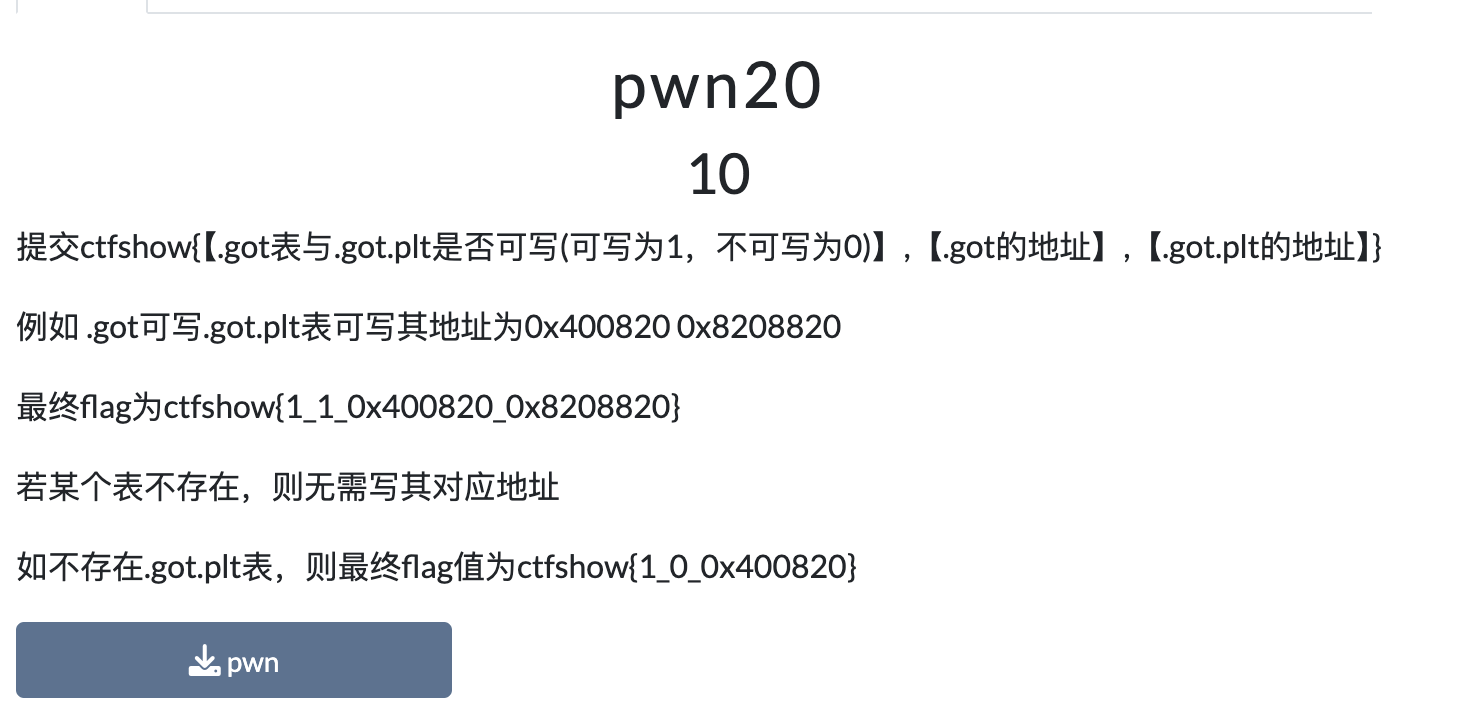 pwn20
10
提交ctfshow{【.got表与.got.plt是否可写(可写为1，不可写为0)】,【.got的地址】,【.got.plt的地址】}
例如 .got可写.got.plt表可写其地址为0x400820 0x8208820
最终flag为ctfshow{1_1_0x400820_0x8208820}
若某个表不存在，则无需写其对应地址
如不存在.got.plt表，则最终flag值为ctfshow{1_0_0x400820}
pwn